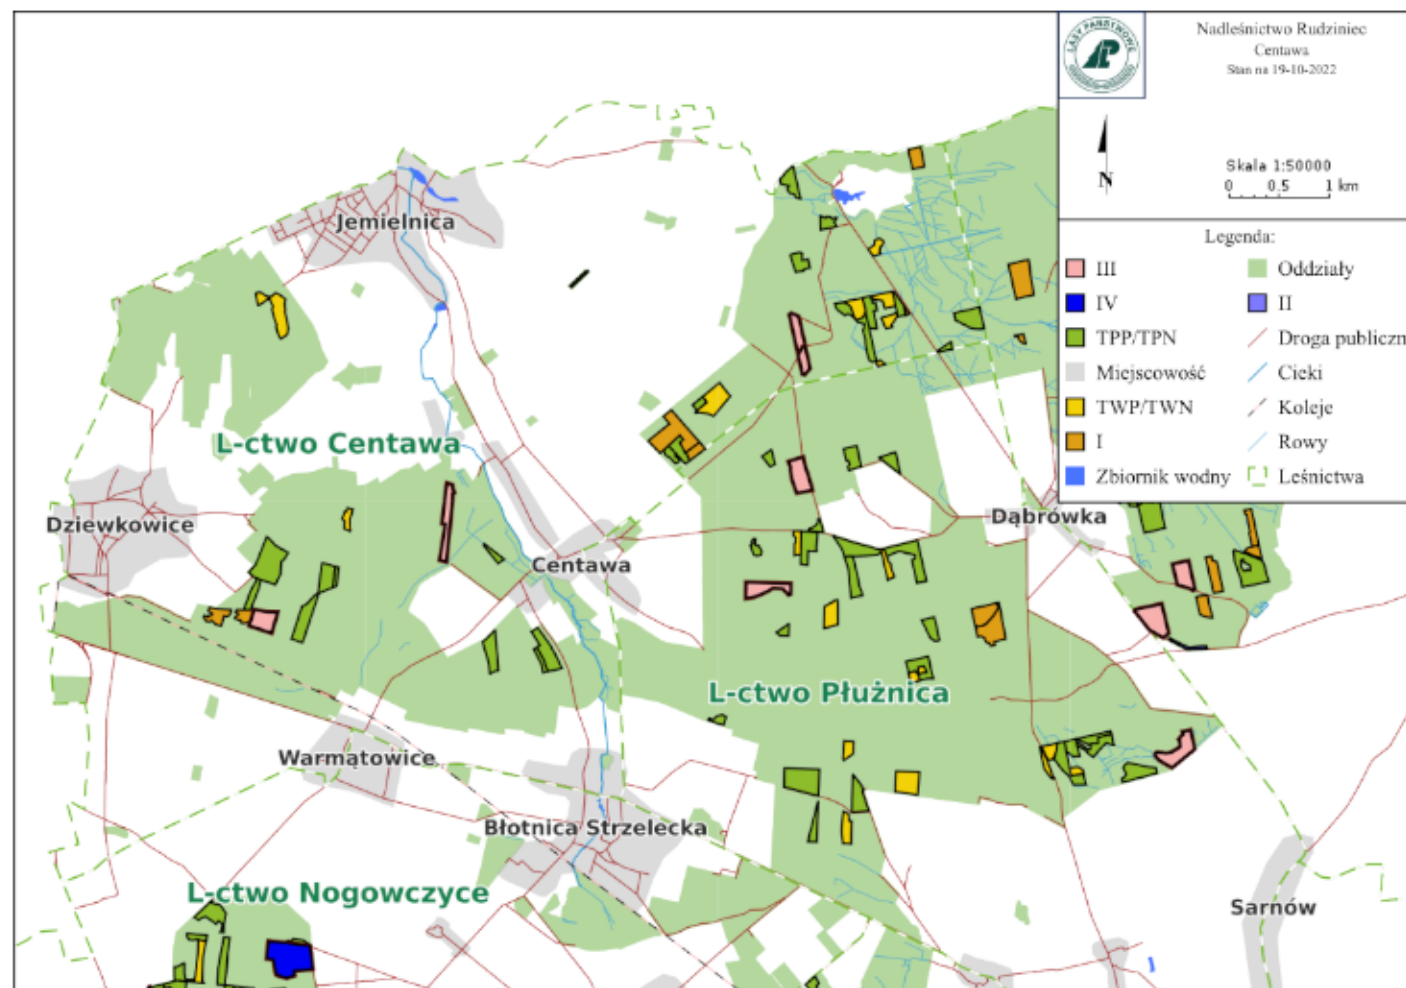 LASY PAŃSTWOWE
Nadleśnictwo Rudziniec
Centawa
Stan na 19-10-2022
N
Skala 1:50000
0 0.5 1 km
Legenda:
III
Oddziały
IV
II
TPP/TPN
Droga publiczn
Miejscowość
Cieki
TWP/TWN
Koleje
I
Rowy
Zbiornik wodny
Leśnictwa
Jemielnica
L-ctwo Centawa
Dziewkowice
Dąbrówka
Centawa
L-ctwo Płużnica
Warmątowice
Błotnica Strzelecka
L-ctwo Nogowczyce
Sarnów